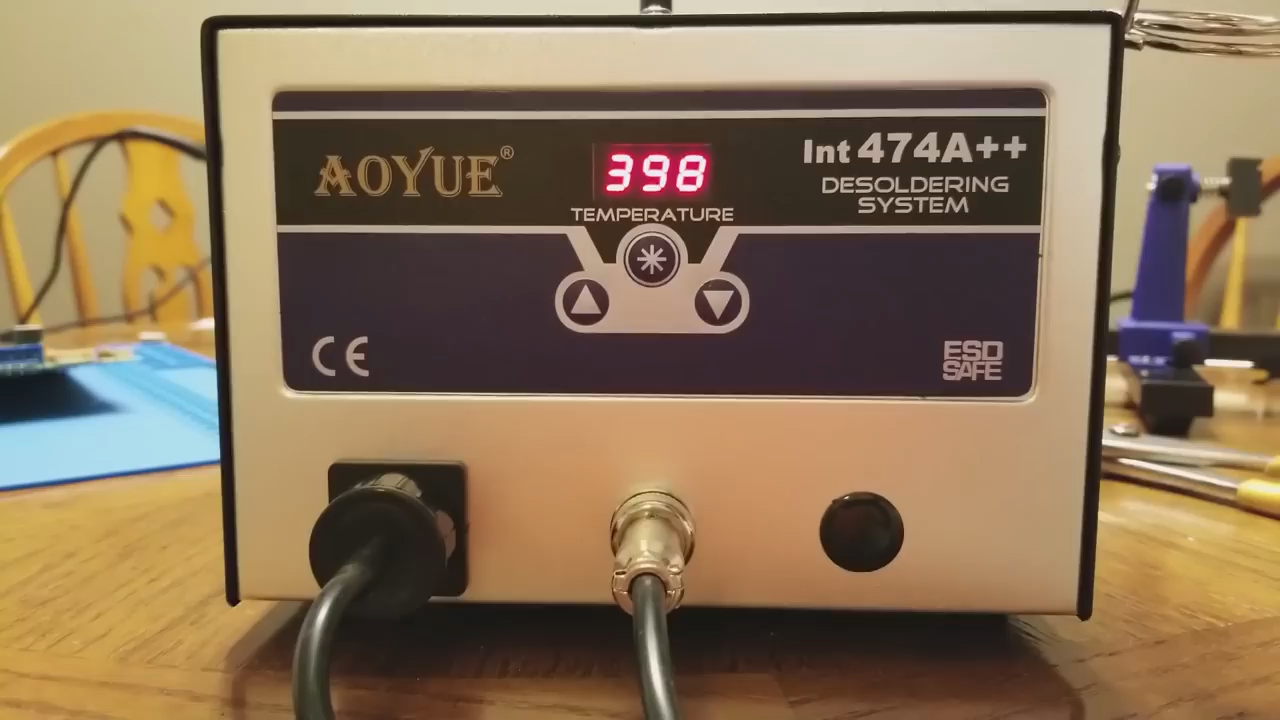 AOYUE®
398
TEMPERATURE
Int 474A++
DESOLDERING
SYSTEM
CE
ESD
SAFE